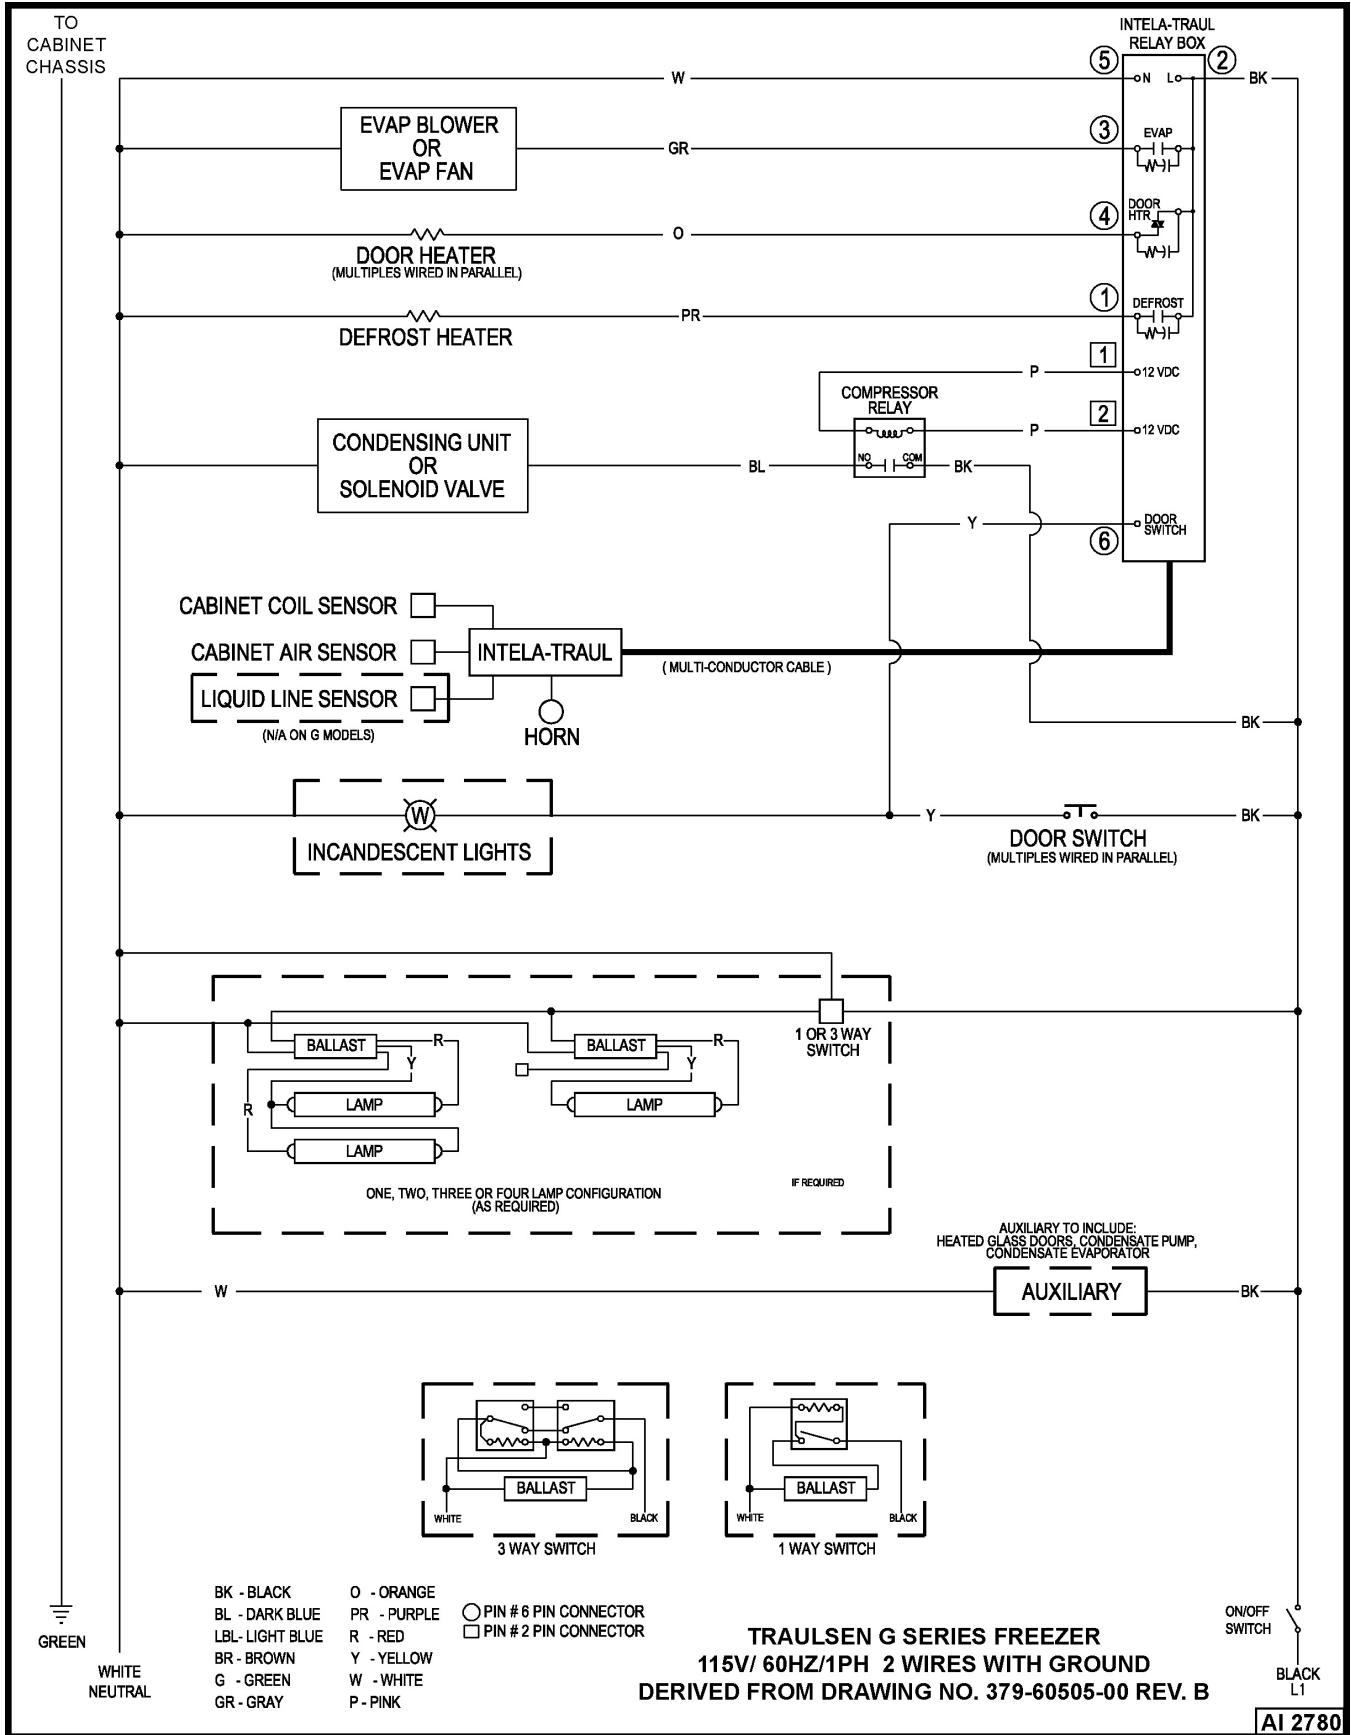 TO
CABINET
CHASSIS
INTELA-TRAUL
RELAY BOX
5
2
W
N
L
BK
EVAP BLOWER
OR
EVAP FAN
GR
3
EVAP
4
DOOR
HTR
O
DOOR HEATER
(MULTIPLES WIRED IN PARALLEL)
1
DEFROST
PR
DEFROST HEATER
1
P
12 VDC
COMPRESSOR
RELAY
2
P
12 VDC
CONDENSING UNIT
OR
SOLENOID VALVE
BL
NO
COM
BK
Y
DOOR
SWITCH
6
CABINET COIL SENSOR
CABINET AIR SENSOR
INTELA-TRAUL
(MULTI-CONDUCTOR CABLE)
LIQUID LINE SENSOR
(N/A ON G MODELS)
HORN
BK
W
INCANDESCENT LIGHTS
Y
BK
DOOR SWITCH
(MULTIPLES WIRED IN PARALLEL)
1 OR 3 WAY
SWITCH
BALLAST
R
Y
BALLAST
R
Y
R
LAMP
LAMP
LAMP
IF REQUIRED
ONE, TWO, THREE OR FOUR LAMP CONFIGURATION
(AS REQUIRED)
AUXILIARY TO INCLUDE:
HEATED GLASS DOORS, CONDENSATE PUMP,
CONDENSATE EVAPORATOR
W
AUXILIARY
BK
BALLAST
WHITE
BLACK
3 WAY SWITCH
BALLAST
WHITE
BLACK
1 WAY SWITCH
BK - BLACK
BL - DARK BLUE
LBL- LIGHT BLUE
BR - BROWN
G - GREEN
GR - GRAY
O - ORANGE
PR - PURPLE
R - RED
Y - YELLOW
W - WHITE
P - PINK
PIN # 6 PIN CONNECTOR
PIN # 2 PIN CONNECTOR
GREEN
WHITE
NEUTRAL
ON/OFF
SWITCH
BLACK
L1
TRAULSEN G SERIES FREEZER
115V/ 60HZ/1PH 2 WIRES WITH GROUND
DERIVED FROM DRAWING NO. 379-60505-00 REV. B
AI 2780